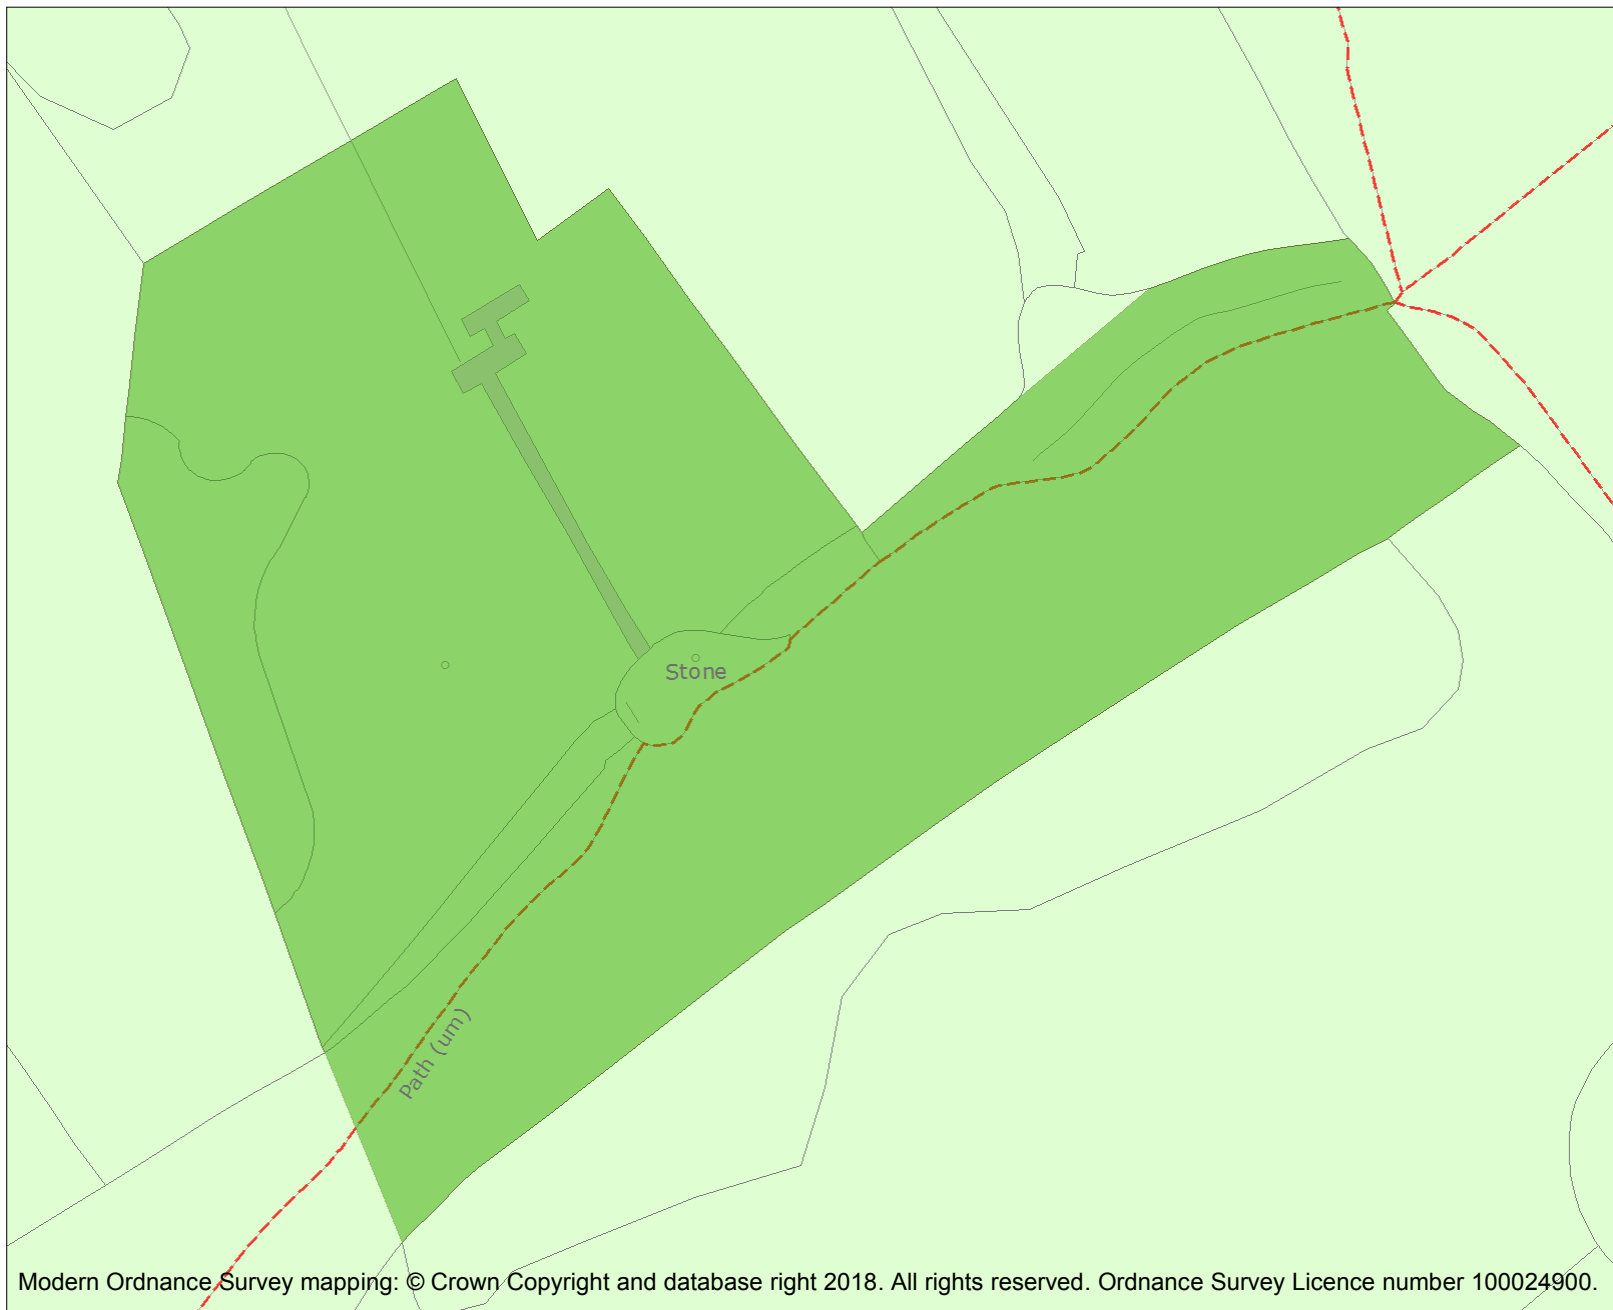 Stone
Path (um)
Modern Ordnance Survey mapping: © Crown Copyright and database right 2018. All rights reserved. Ordnance Survey Licence number 100024900.